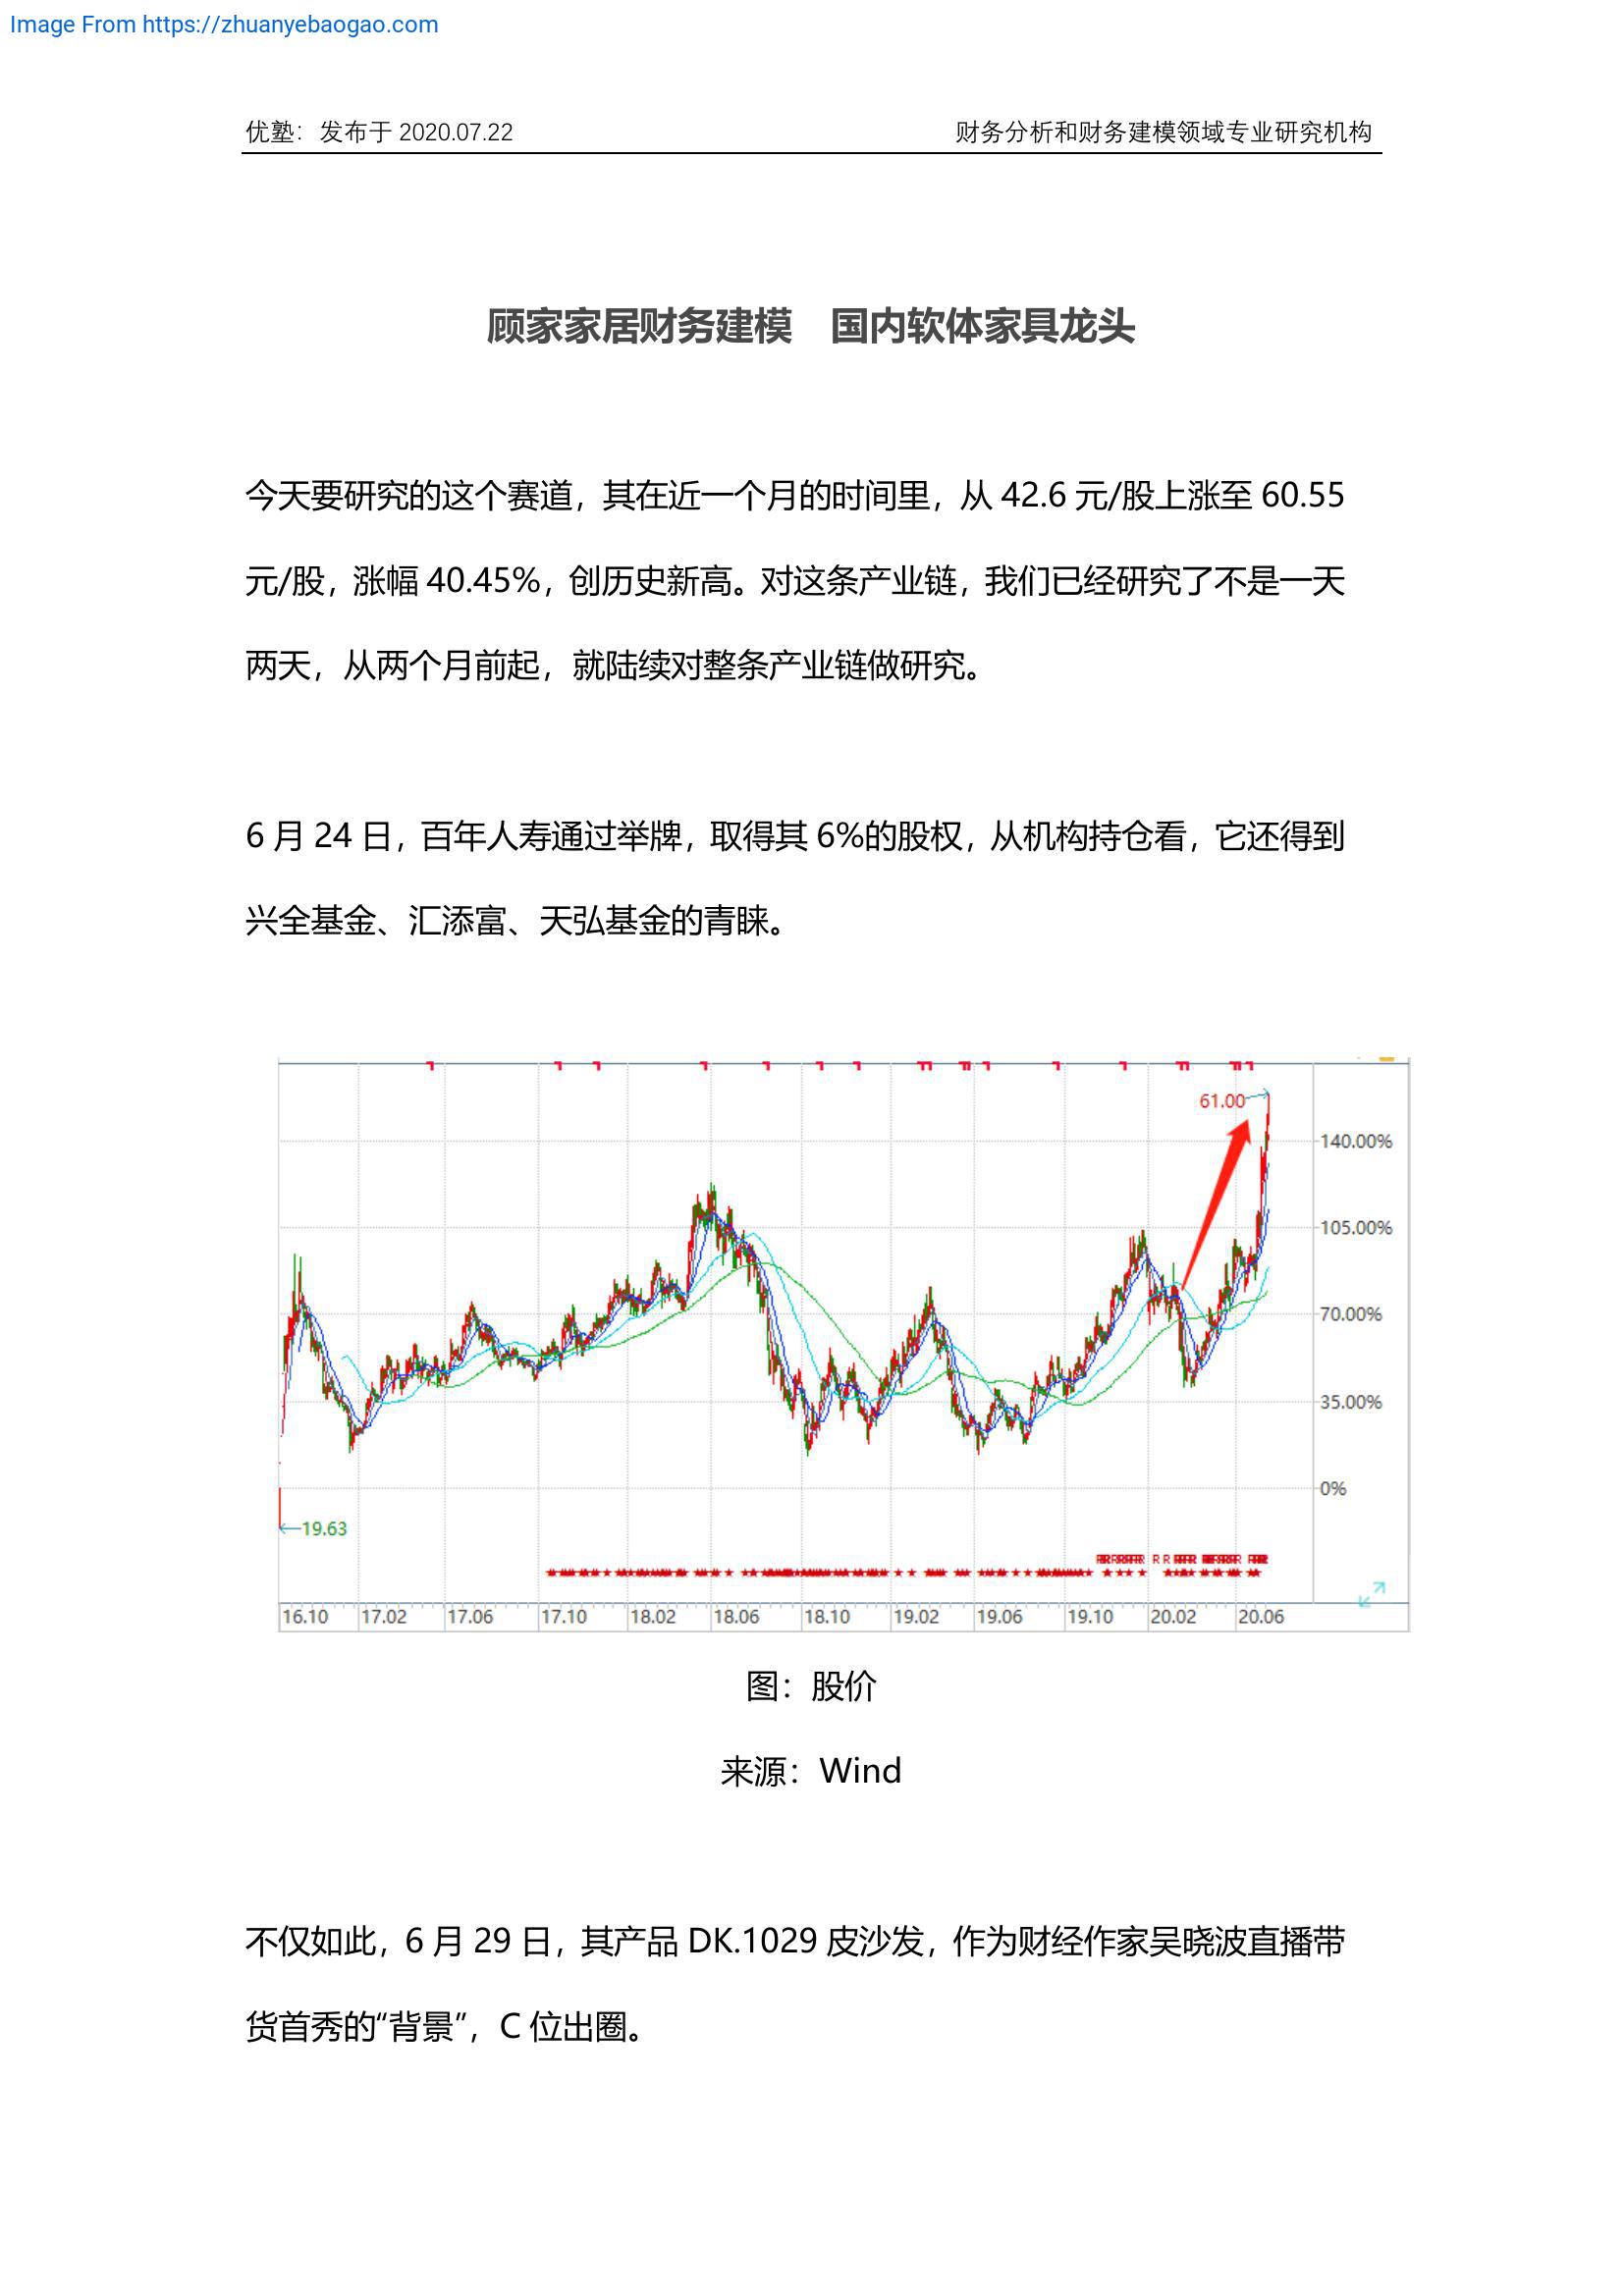 Image From https://zhuanyebaogao.com
优塾：发布于 2020.07.22 财务分析和财务建模领域专业研究机构
顾家家居财务建模 国内软体家具龙头
今天要研究的这个赛道，其在近一个月的时间里，从 42.6 元/股上涨至 60.55
元/股，涨幅 40.45%，创历史新高。对这条产业链，我们已经研究了不是一天
两天，从两个月前起，就陆续对整条产业链做研究。
6 月 24 日，百年人寿通过举牌，取得其 6%的股权，从机构持仓看，它还得到
兴全基金、汇添富、天弘基金的青睐。
61.00
140.00%
105.00%
70.00%
35.00%
0%
19.63
16.10 17.02 17.06 17.10 18.02 18.06 18.10 19.02 19.06 19.10 20.02 20.06
图：股价
来源：Wind
不仅如此，6 月 29 日，其产品 DK.1029 皮沙发，作为财经作家吴晓波直播带
货首秀的“背景”，C 位出圈。